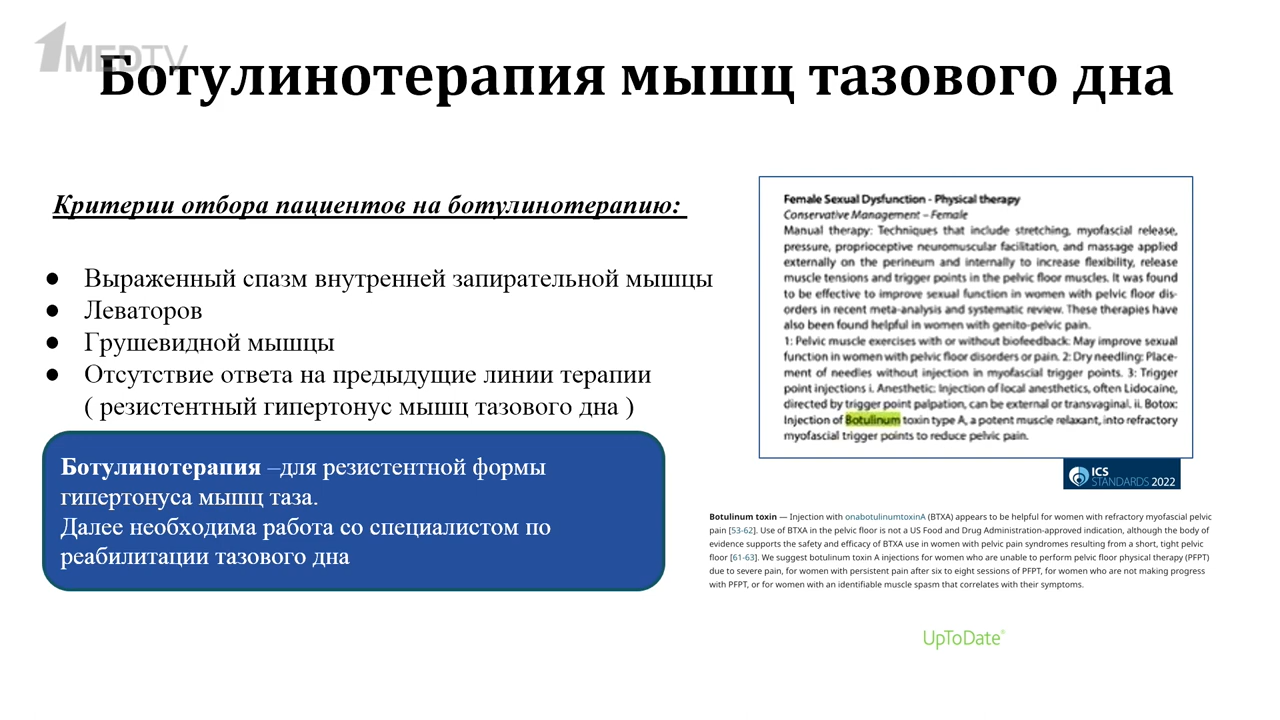 1MEDTV
Ботулинотерапия мышц тазового дна
Критерии отбора пациентов на ботулинотерапию:
● Выраженный спазм внутренней запирательной мышцы
● Леваторов
● Грушевидной мышцы
● Отсутствие ответа на предыдущие линии терапии
( резистентный гипертонус мышц тазового дна )
Ботулинотерапия –для резистентной формы
гипертонуса мышц таза.
Далее необходима работа со специалистом по
реабилитации тазового дна
Female Sexual Dysfunction - Physical therapy
Conservative Management – Female
Manual therapy: Techniques that include stretching, myofascial release,
pressure, proprioceptive neuromuscular facilitation, and massage applied
externally on the perineum and internally to increase flexibility, release
muscle tensions and trigger points in the pelvic floor muscles. It was found
to be effective to improve sexual function in women with pelvic floor dis-
orders in recent meta-analysis and systematic review. These therapies have
also been found helpful in women with genito-pelvic pain.
1: Pelvic muscle exercises with or without biofeedback: May improve sexual
function in women with pelvic floor disorders or pain. 2: Dry needling: Place-
ment of needles without injection in myofascial trigger points. 3: Trigger
point injections i. Anesthetic: Injection of local anesthetics, often Lidocaine,
directed by trigger point palpation, can be external or transvaginal. ii. Botox:
Injection of Botulinum toxin type A, a potent muscle relaxant, into refractory
myofascial trigger points to reduce pelvic pain.
ICS
STANDARDS 2022
Botulinum toxin — Injection with onabotulinumtoxinA (BTXA) appears to be helpful for women with refractory myofascial pelvic
pain [53-62]. Use of BTXA in the pelvic floor is not a US Food and Drug Administration-approved indication, although the body of
evidence supports the safety and efficacy of BTXA use in women with pelvic pain syndromes resulting from a short, tight pelvic
floor [61-63]. We suggest botulinum toxin A injections for women who are unable to perform pelvic floor physical therapy (PFPT)
due to severe pain, for women with persistent pain after six to eight sessions of PFPT, for women who are not making progress
with PFPT, or for women with an identifiable muscle spasm that correlates with their symptoms.
UpToDate®